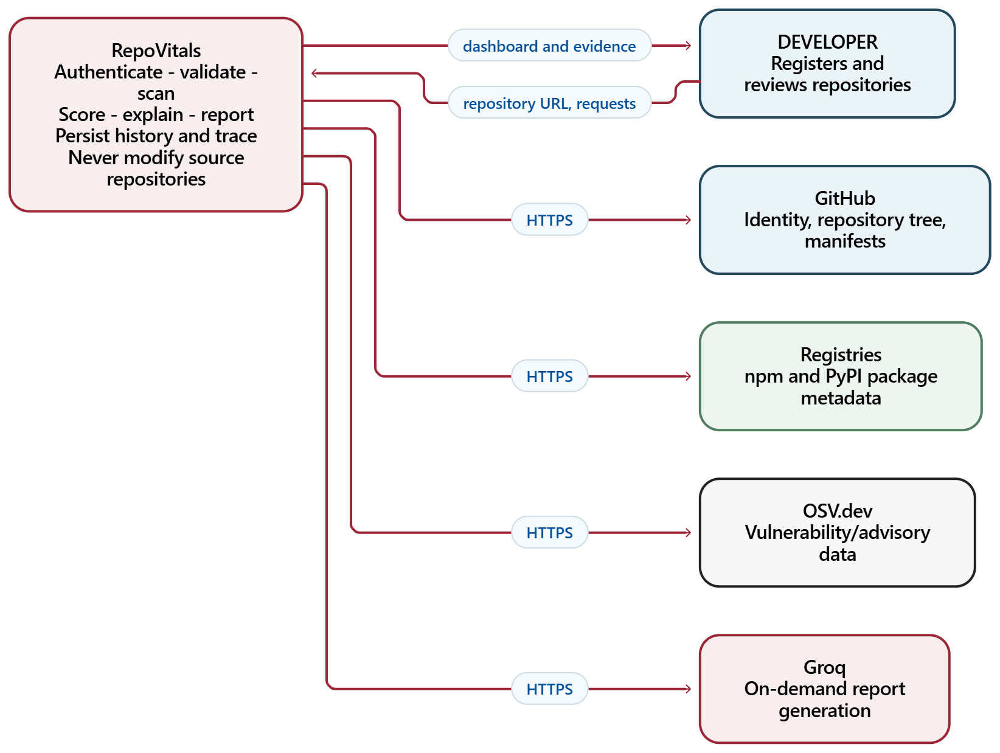 RepoVitals
Authenticate - validate -
scan
Score - explain - report
Persist history and trace
Never modify source
repositories
dashboard and evidence
repository URL, requests
DEVELOPER
Registers and
reviews repositories
HTTPS
GitHub
Identity, repository tree,
manifests
HTTPS
Registries
npm and PyPI package
metadata
HTTPS
OSV.dev
Vulnerability/advisory
data
HTTPS
Groq
On-demand report
generation